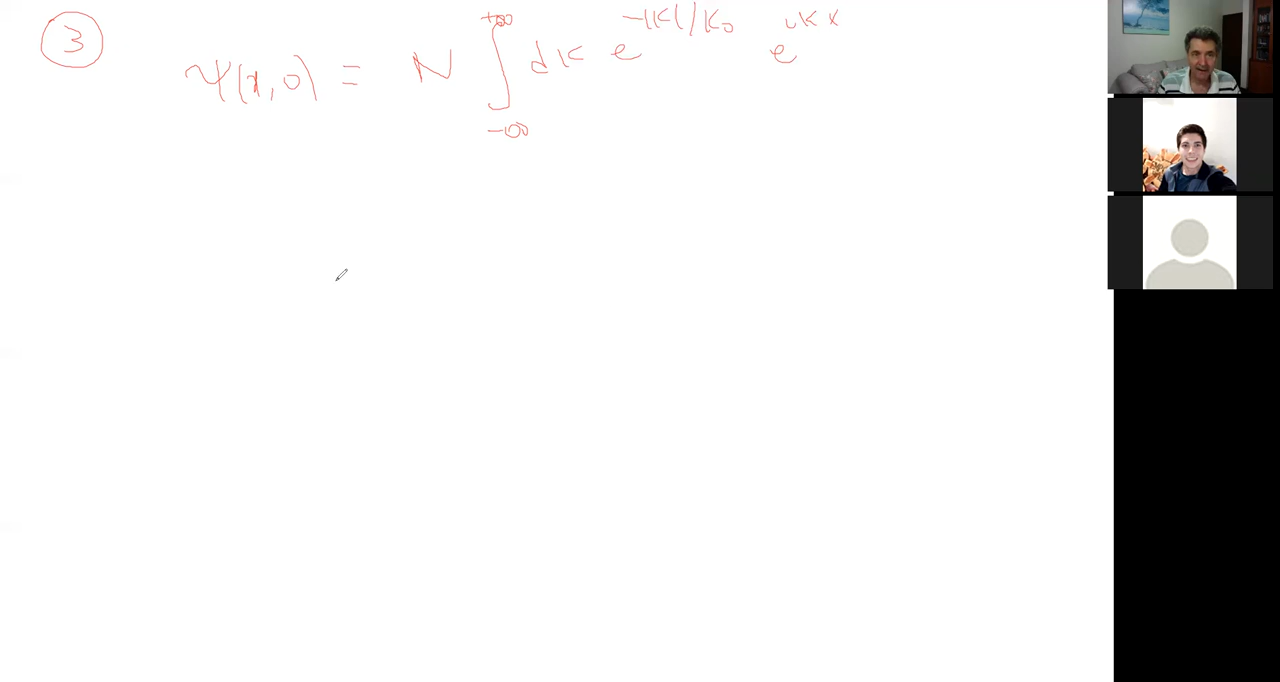 3
ψ(x,0) = N ∫_{-∞}^{+∞} dk e^{-|k|/k₀} e^{ikx}